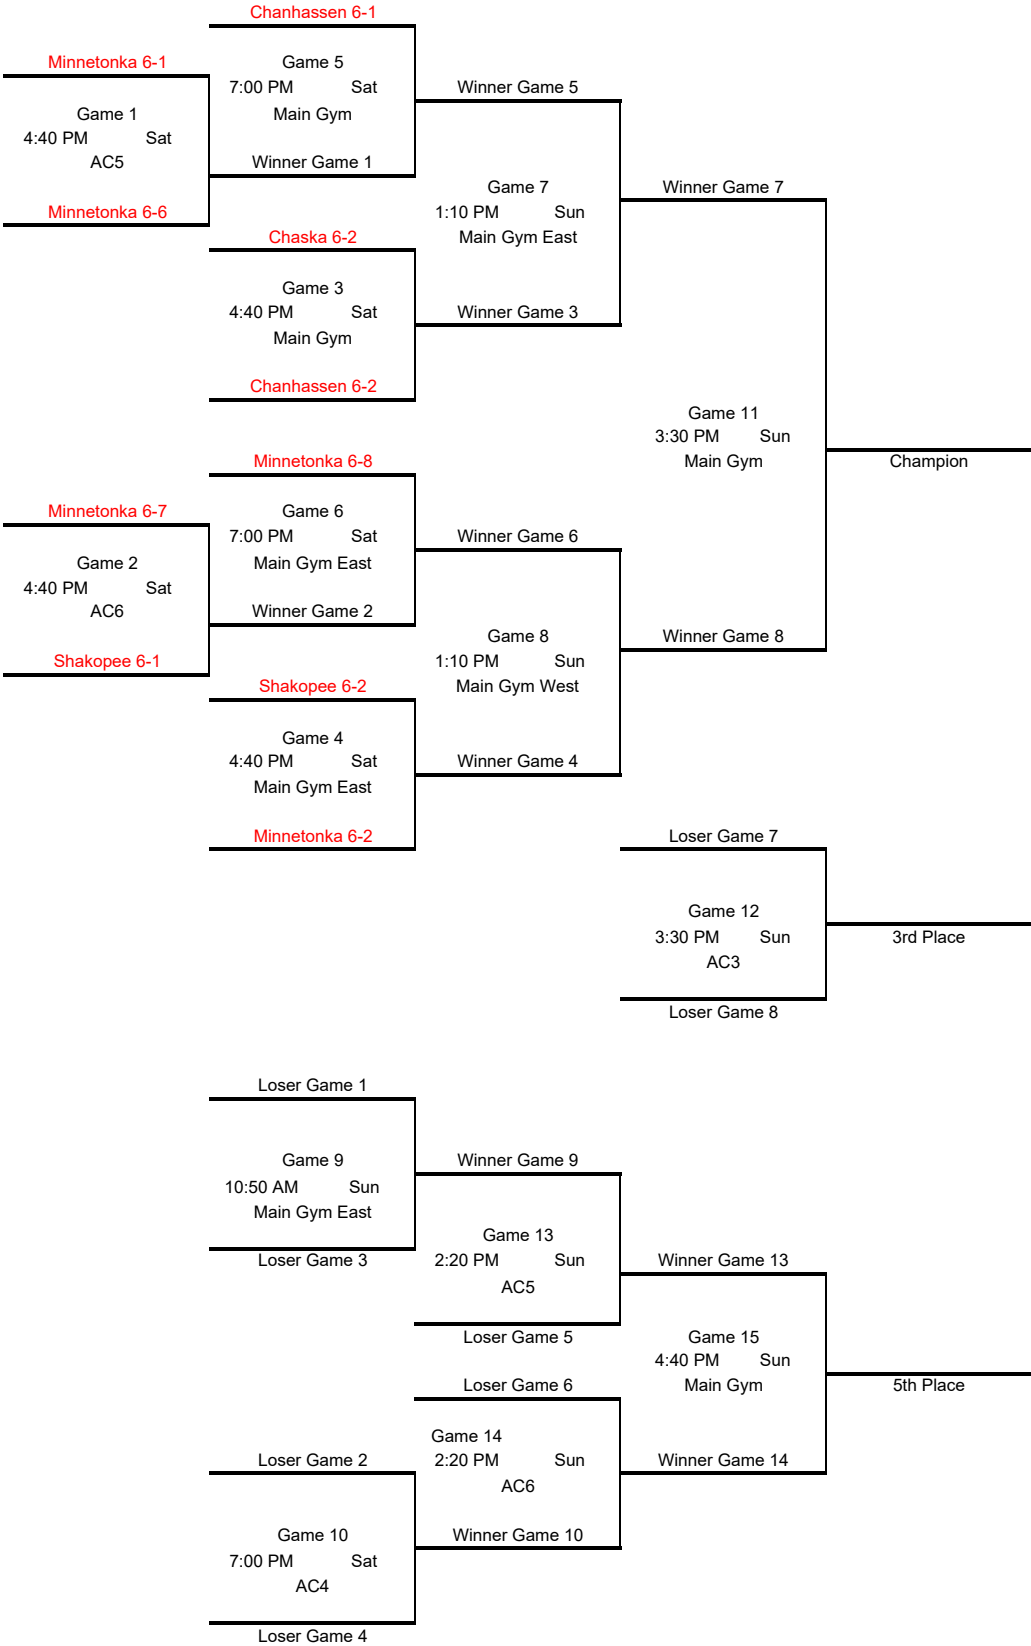 Chanhassen 6-1
Minnetonka 6-1
Game 5
7:00 PM Sat
Winner Game 5
Main Gym
Game 1
4:40 PM Sat
AC5
Winner Game 1
Game 7
Winner Game 7
Minnetonka 6-6
1:10 PM Sun
Chaska 6-2
Main Gym East
Game 3
4:40 PM Sat
Winner Game 3
Main Gym
Chanhassen 6-2
Game 11
3:30 PM Sun
Minnetonka 6-8
Main Gym
Champion
Minnetonka 6-7
Game 6
7:00 PM Sat
Winner Game 6
Game 2
Main Gym East
4:40 PM Sat
AC6
Winner Game 2
Game 8
Winner Game 8
Shakopee 6-1
1:10 PM Sun
Shakopee 6-2
Main Gym West
Game 4
4:40 PM Sat
Winner Game 4
Main Gym East
Minnetonka 6-2
Loser Game 7
Game 12
3:30 PM Sun
3rd Place
AC3
Loser Game 8
Loser Game 1
Game 9
Winner Game 9
10:50 AM Sun
Main Gym East
Game 13
Loser Game 3
2:20 PM Sun
Winner Game 13
AC5
Loser Game 5
Game 15
4:40 PM Sun
Loser Game 6
Main Gym
5th Place
Game 14
Loser Game 2
2:20 PM Sun
Winner Game 14
AC6
Game 10
Winner Game 10
7:00 PM Sat
AC4
Loser Game 4